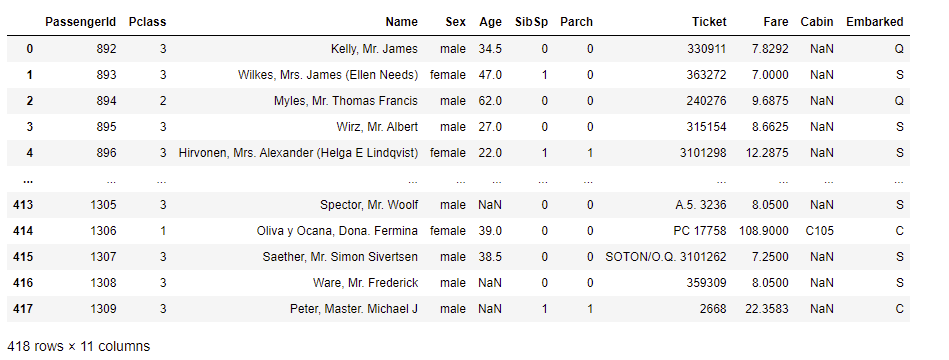 PassengerId Pclass Name Sex Age SibSp Parch Ticket Fare Cabin Embarked
0 892 3 Kelly, Mr. James male 34.5 0 0 330911 7.8292 NaN Q
1 893 3 Wilkes, Mrs. James (Ellen Needs) female 47.0 1 0 363272 7.0000 NaN S
2 894 2 Myles, Mr. Thomas Francis male 62.0 0 0 240276 9.6875 NaN Q
3 895 3 Wirz, Mr. Albert male 27.0 0 0 315154 8.6625 NaN S
4 896 3 Hirvonen, Mrs. Alexander (Helga E Lindqvist) female 22.0 1 1 3101298 12.2875 NaN S
... ... ... ... ... ... ... ... ... ... ... ...
413 1305 3 Spector, Mr. Woolf male NaN 0 0 A.5. 3236 8.0500 NaN S
414 1306 1 Oliva y Ocana, Dona. Fermina female 39.0 0 0 PC 17758 108.9000 C105 C
415 1307 3 Saether, Mr. Simon Sivertsen male 38.5 0 0 SOTON/O.Q. 3101262 7.2500 NaN S
416 1308 3 Ware, Mr. Frederick male NaN 0 0 359309 8.0500 NaN S
417 1309 3 Peter, Master. Michael J male NaN 1 1 2668 22.3583 NaN C
418 rows × 11 columns